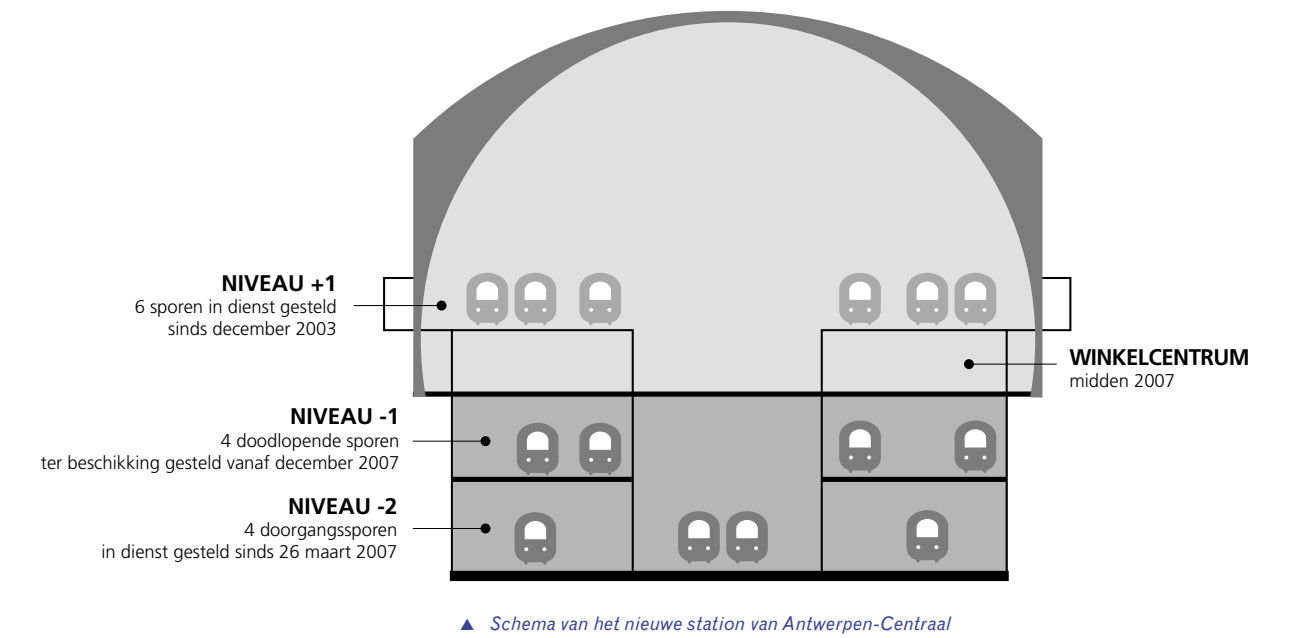 NIVEAU +1
6 sporen in dienst gesteld
sinds december 2003
WINKELCENTRUM
midden 2007
NIVEAU -1
4 doodlopende sporen
ter beschikking gesteld vanaf december 2007
NIVEAU -2
4 doorgangssporen
in dienst gesteld sinds 26 maart 2007
▲ Schema van het nieuwe station van Antwerpen-Centraal